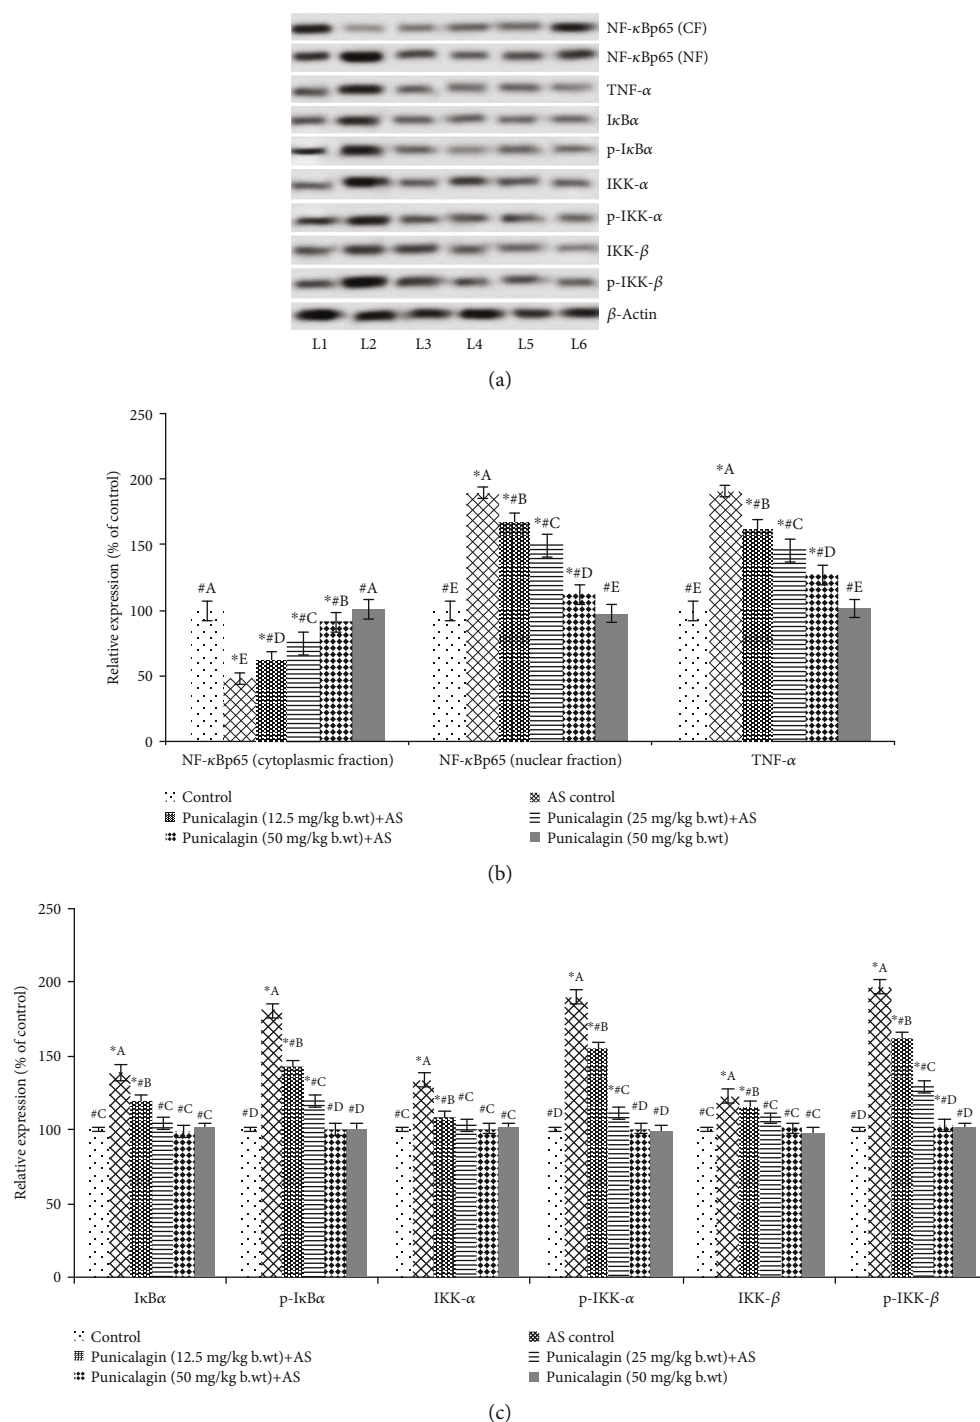 NF-κBp65 (CF)
NF-κBp65 (NF)
TNF-α
IκBα
p-IκBα
IKK-α
p-IKK-α
IKK-β
p-IKK-β
β-Actin
L1 L2 L3 L4 L5 L6
(a)
Relative expression (% of control)
250
200
150
100
50
0
#A *E *#D *#C *#B #A
#E *A *#B *#C *#D #E
#E *A *#B *#C *#D #E
NF-κBp65 (cytoplasmic fraction) NF-κBp65 (nuclear fraction) TNF-α
Control AS control
Punicalagin (12.5 mg/kg b.wt)+AS Punicalagin (25 mg/kg b.wt)+AS
Punicalagin (50 mg/kg b.wt)+AS Punicalagin (50 mg/kg b.wt)
(b)
Relative expression (% of control)
250
200
150
100
50
0
#C *A *#B #C #C #C
#D *A *#B *#C #D #D
#C *A *#B #C #C #C
#D *A *#B *#C #D #D
#C *A *#B #C #C #C
#D *A *#B *#C *#D #D
IκBα p-IκBα IKK-α p-IKK-α IKK-β p-IKK-β
Control AS control
Punicalagin (12.5 mg/kg b.wt)+AS Punicalagin (25 mg/kg b.wt)+AS
Punicalagin (50 mg/kg b.wt)+AS Punicalagin (50 mg/kg b.wt)
(c)